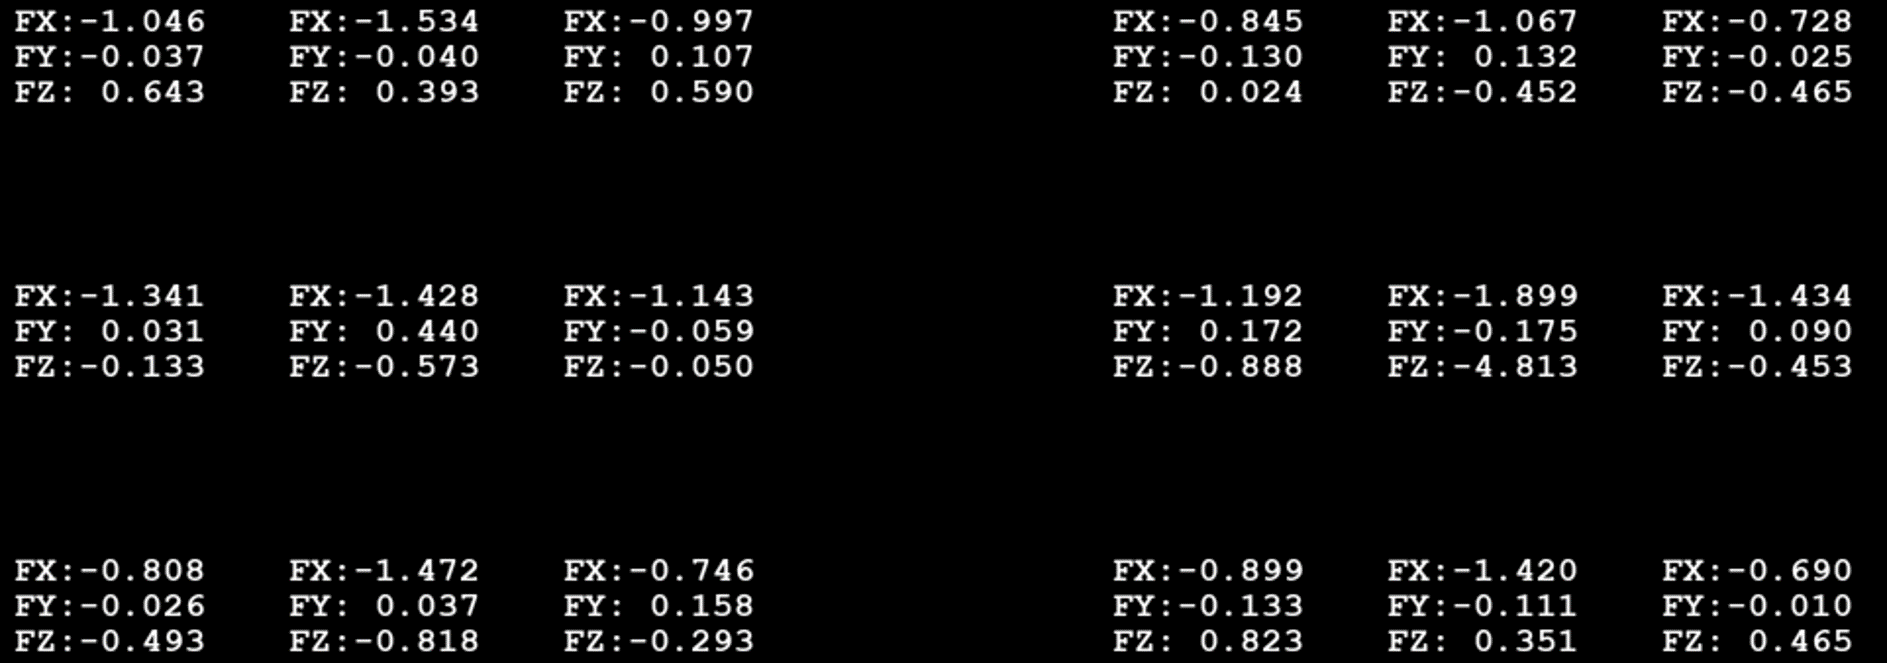 FX:-1.046 FX:-1.534 FX:-0.997 FX:-0.845 FX:-1.067 FX:-0.728
FY:-0.037 FY:-0.040 FY: 0.107 FY:-0.130 FY: 0.132 FY:-0.025
FZ: 0.643 FZ: 0.393 FZ: 0.590 FZ: 0.024 FZ:-0.452 FZ:-0.465
FX:-1.341 FX:-1.428 FX:-1.143 FX:-1.192 FX:-1.899 FX:-1.434
FY: 0.031 FY: 0.440 FY:-0.059 FY: 0.172 FY:-0.175 FY: 0.090
FZ:-0.133 FZ:-0.573 FZ:-0.050 FZ:-0.888 FZ:-4.813 FZ:-0.453
FX:-0.808 FX:-1.472 FX:-0.746 FX:-0.899 FX:-1.420 FX:-0.690
FY:-0.026 FY: 0.037 FY: 0.158 FY:-0.133 FY:-0.111 FY:-0.010
FZ:-0.493 FZ:-0.818 FZ:-0.293 FZ: 0.823 FZ: 0.351 FZ: 0.465